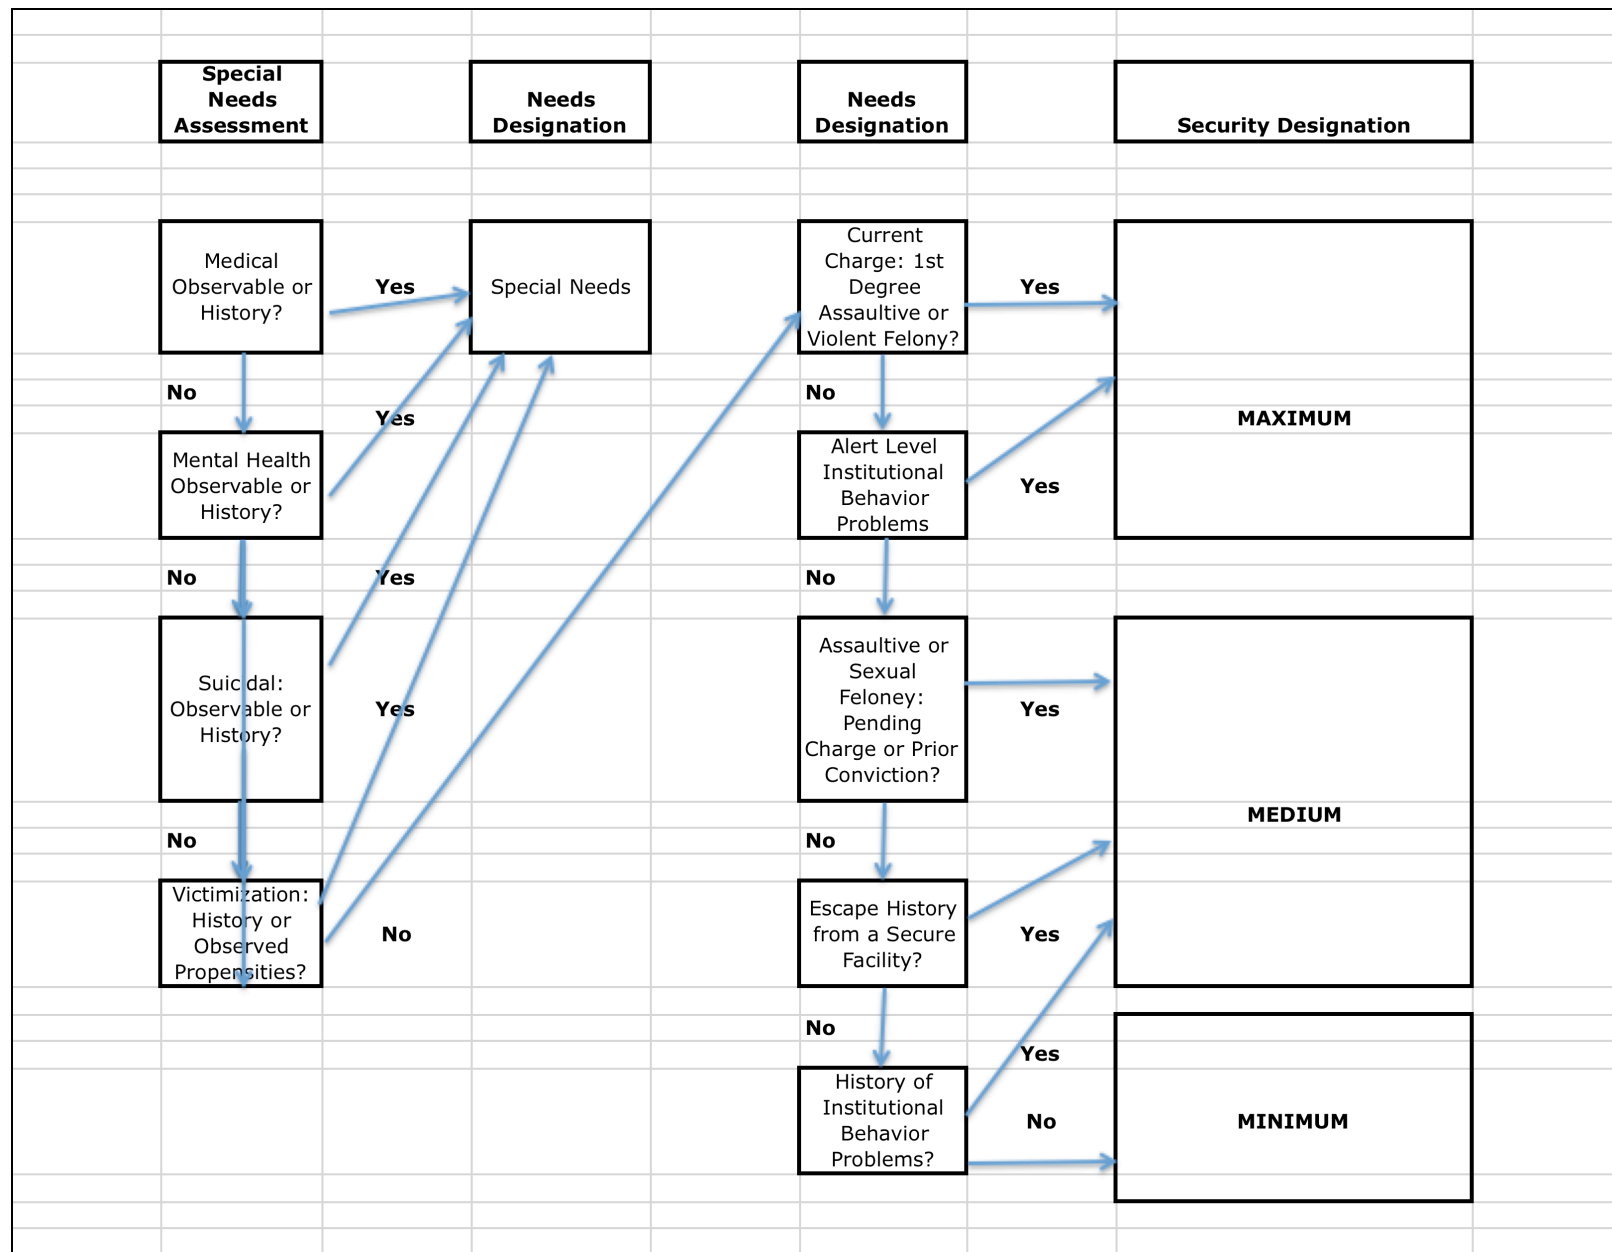 Special
Needs
Assessment
Needs
Designation
Needs
Designation
Security Designation
Medical
Observable or
History?
Yes
Special Needs
Current
Charge: 1st
Degree
Assaultive or
Violent Felony?
Yes
No
Yes
No
MAXIMUM
Mental Health
Observable or
History?
Alert Level
Institutional
Behavior
Problems
Yes
No
Yes
No
Suicidal:
Observable or
History?
Yes
Assaultive or
Sexual
Feloney:
Pending
Charge or Prior
Conviction?
Yes
MEDIUM
No
No
Victimization:
History or
Observed
Propensities?
No
Escape History
from a Secure
Facility?
Yes
No
Yes
History of
Institutional
Behavior
Problems?
No
MINIMUM